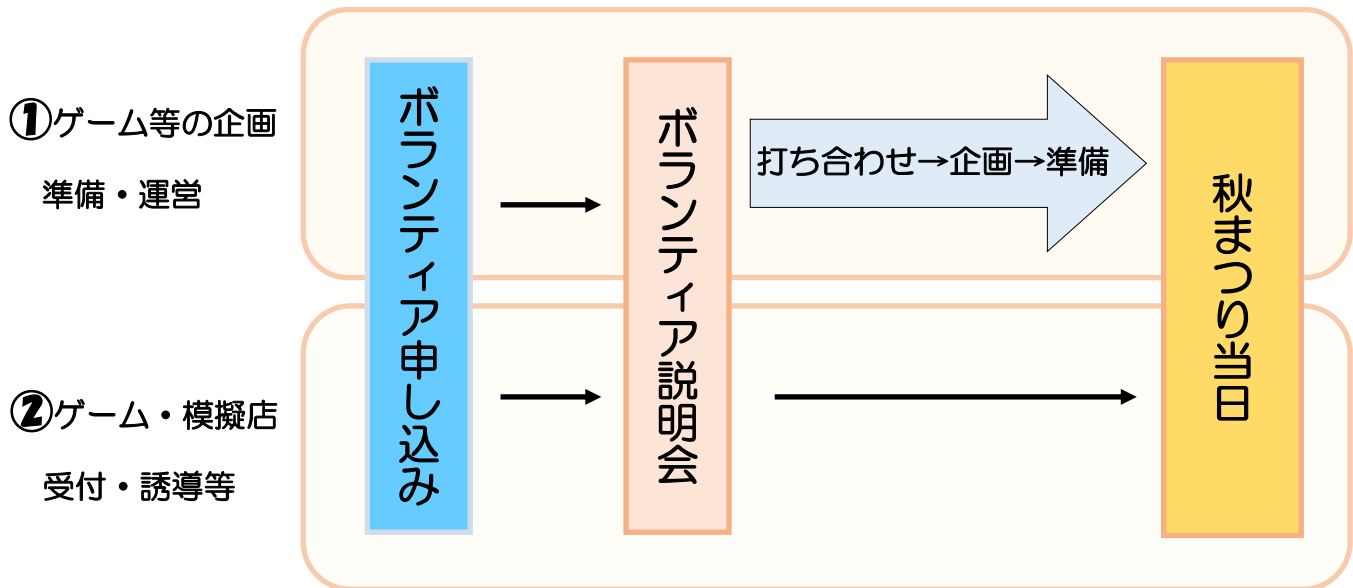 ①ゲーム等の企画
準備・運営
②ゲーム・模擬店
受付・誘導等
ボランティア申し込み
ボランティア説明会
打ち合わせ→企画→準備
秋まつり当日